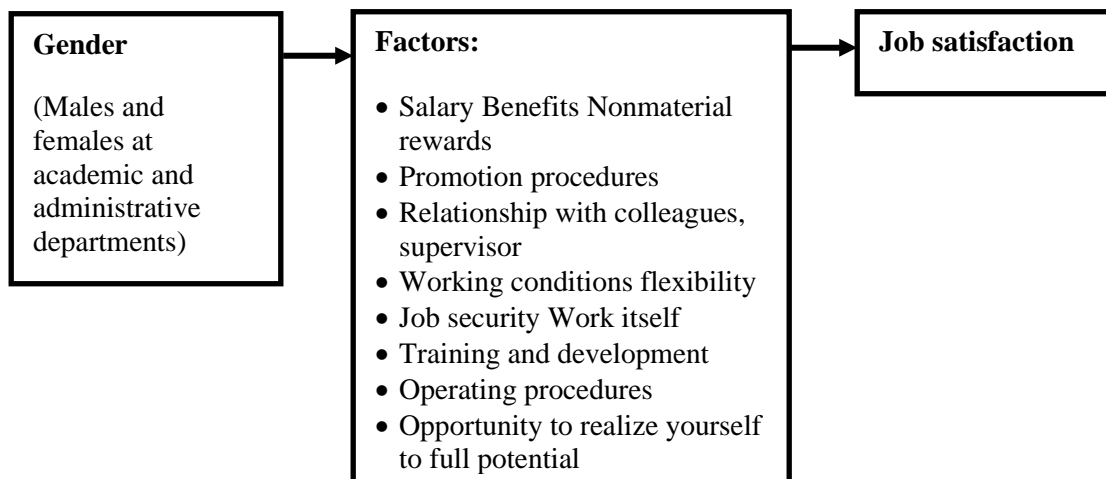 Gender
(Males and
females at
academic and
administrative
departments)
Factors:
• Salary Benefits Nonmaterial
rewards
• Promotion procedures
• Relationship with colleagues,
supervisor
• Working conditions flexibility
• Job security Work itself
• Training and development
• Operating procedures
• Opportunity to realize yourself
to full potential
Job satisfaction